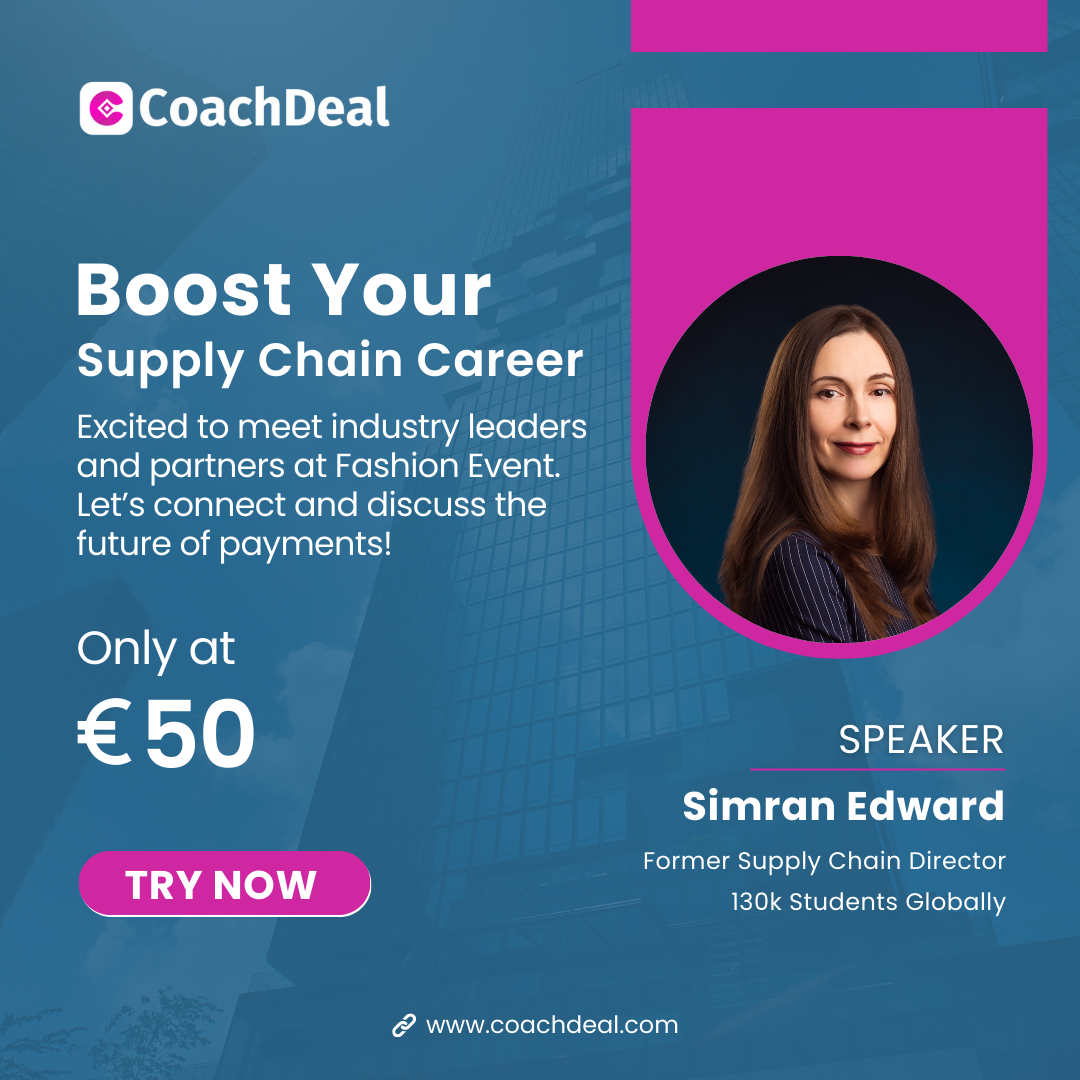 CoachDeal
Boost Your
Supply Chain Career
Excited to meet industry leaders
and partners at Fashion Event.
Let’s connect and discuss the
future of payments!
Only at
€50
TRY NOW
SPEAKER
Simran Edward
Former Supply Chain Director
130k Students Globally
www.coachdeal.com